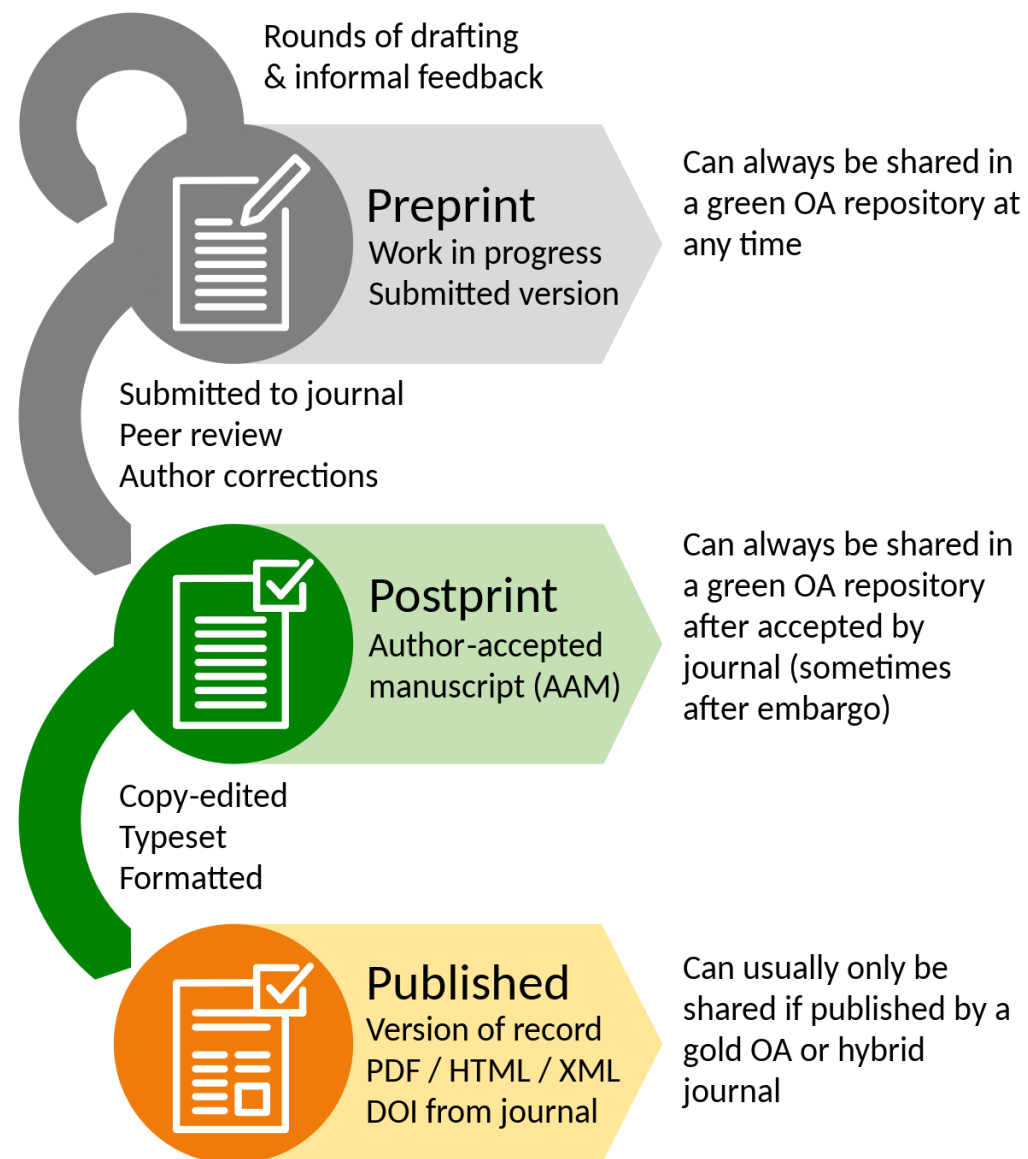 Rounds of drafting
& informal feedback
Preprint
Work in progress
Submitted version
Can always be shared in
a green OA repository at
any time
Submitted to journal
Peer review
Author corrections
Postprint
Author-accepted
manuscript (AAM)
Can always be shared in
a green OA repository
after accepted by
journal (sometimes
after embargo)
Copy-edited
Typeset
Formatted
Published
Version of record
PDF / HTML / XML
DOI from journal
Can usually only be
shared if published by a
gold OA or hybrid
journal